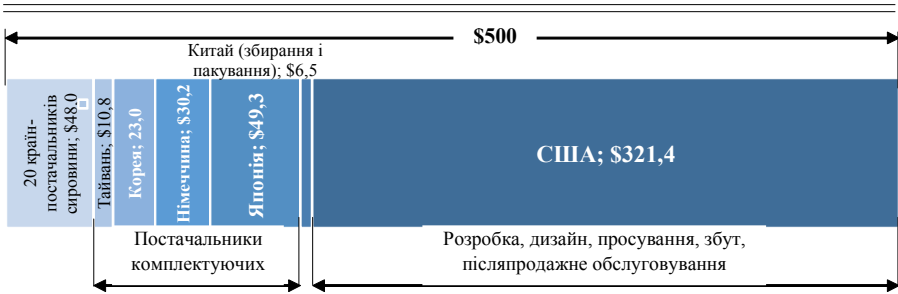 $500
Китай (збирання і
пакування); $6,5
20 країн-
постачальників
сировини; $48.0
Тайвань; $10,8
Корея; 23,0
Німеччина; $30,2
Японія; $49,3
США; $321,4
Постачальники
комплектуючих
Розробка, дизайн, просування, збут,
післяпродажне обслуговування